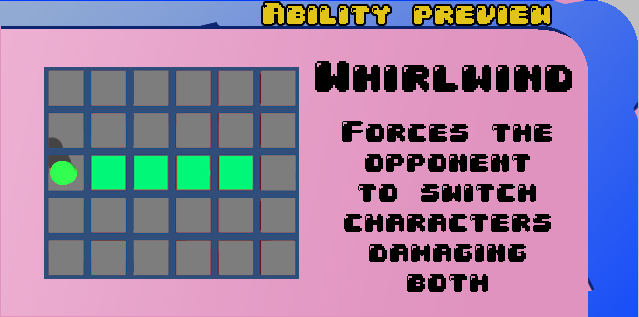 ABILITY PREVIEW
WHIRLWIND
FORCES THE
OPPONENT
TO SWITCH
CHARACTERS
DAMAGING
BOTH